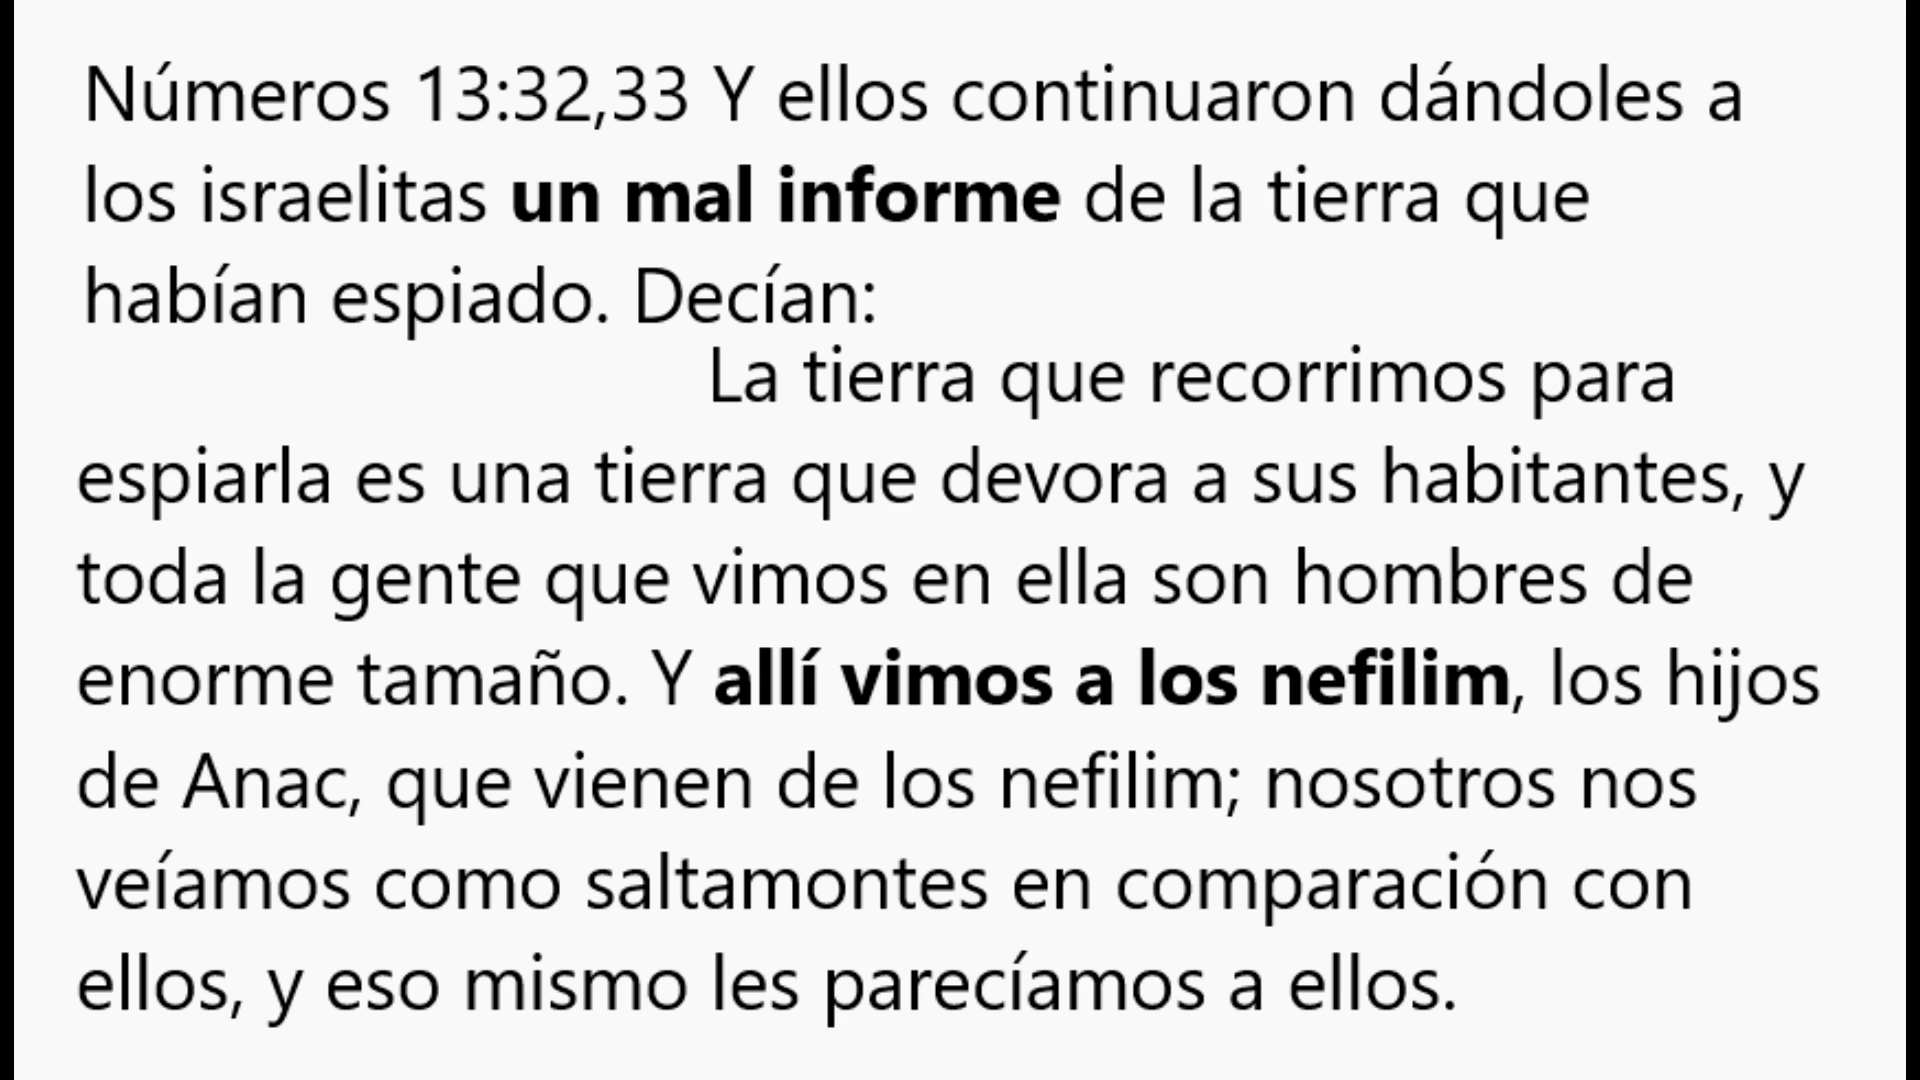 Números 13:32,33 Y ellos continuaron dándoles a
los israelitas un mal informe de la tierra que
habían espiado. Decían:
La tierra que recorrimos para
espiarla es una tierra que devora a sus habitantes, y
toda la gente que vimos en ella son hombres de
enorme tamaño. Y allí vimos a los nefilim, los hijos
de Anac, que vienen de los nefilim; nosotros nos
veíamos como saltamontes en comparación con
ellos, y eso mismo les parecíamos a ellos.